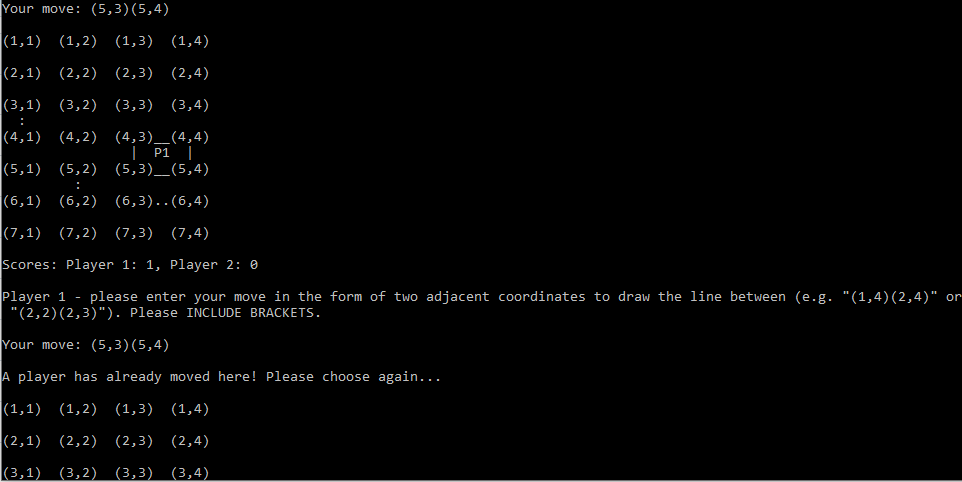 Your move: (5,3)(5,4)
(1,1)  (1,2)  (1,3)  (1,4)
(2,1)  (2,2)  (2,3)  (2,4)
(3,1)  (3,2)  (3,3)  (3,4)
  :
(4,1)  (4,2)  (4,3)__(4,4)
                |  P1  |
(5,1)  (5,2)  (5,3)__(5,4)
         :
(6,1)  (6,2)  (6,3)..(6,4)
(7,1)  (7,2)  (7,3)  (7,4)
Scores: Player 1: 1, Player 2: 0
Player 1 - please enter your move in the form of two adjacent coordinates to draw the line between (e.g. "(1,4)(2,4)" or
 "(2,2)(2,3)"). Please INCLUDE BRACKETS.
Your move: (5,3)(5,4)
A player has already moved here! Please choose again...
(1,1)  (1,2)  (1,3)  (1,4)
(2,1)  (2,2)  (2,3)  (2,4)
(3,1)  (3,2)  (3,3)  (3,4)